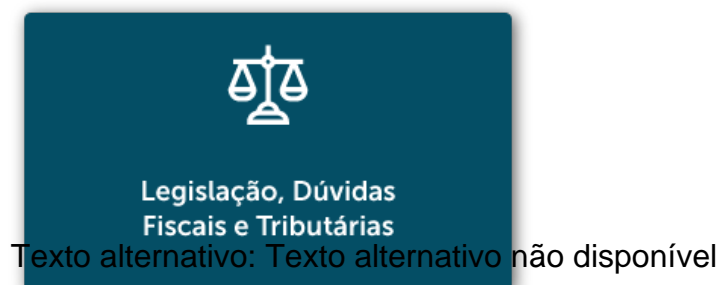 Legislação, Dúvidas
Fiscais e Tributárias
Texto alternativo: Texto alternativo não disponível